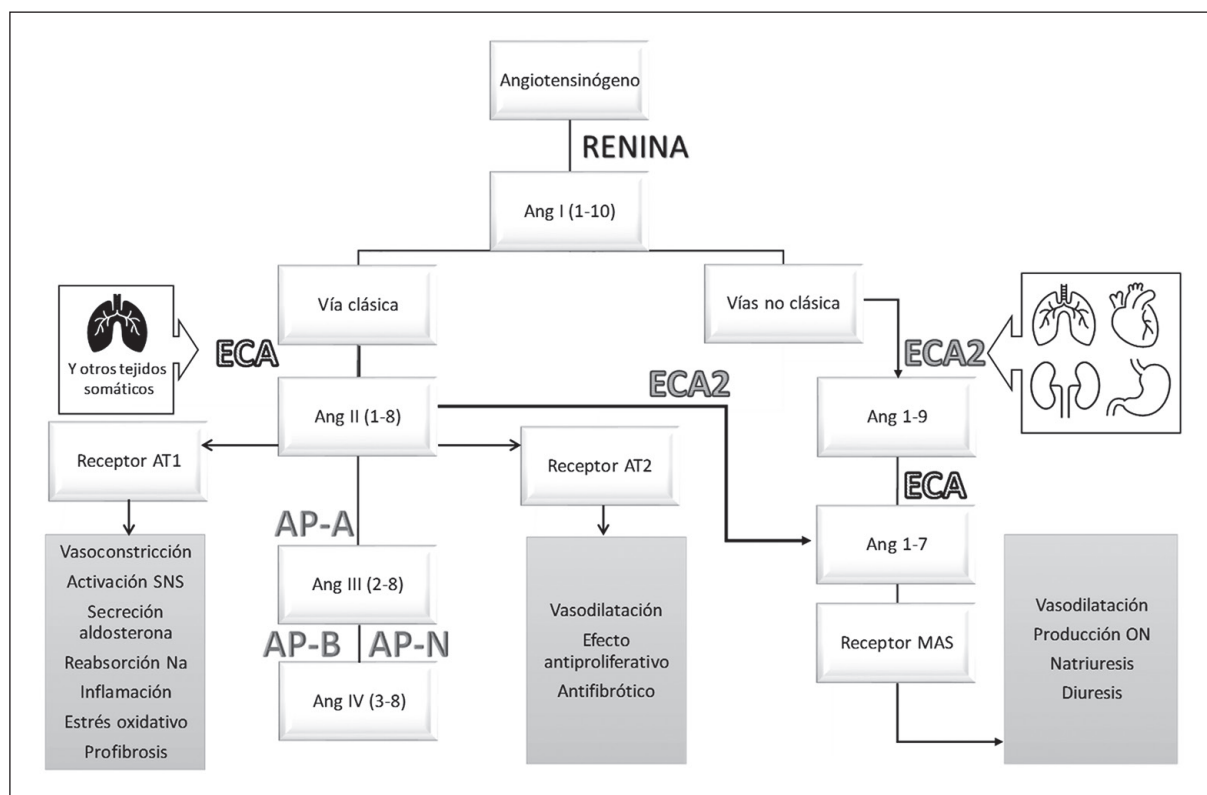 Angiotensinógeno
RENINA
Ang I (1-10)
Vía clásica
Vías no clásica
Y otros tejidos
somáticos
ECA
ECA2
ECA2
Ang II (1-8)
Ang 1-9
Receptor AT1
Receptor AT2
ECA
AP-A
Ang 1-7
Vasoconstricción
Activación SNS
Secreción
aldosterona
Reabsorción Na
Inflamación
Estrés oxidativo
Profibrosis
Ang III (2-8)
AP-B
AP-N
Ang IV (3-8)
Vasodilatación
Efecto
antiproliferativo
Antifibrótico
Receptor MAS
Vasodilatación
Producción ON
Natriuresis
Diuresis